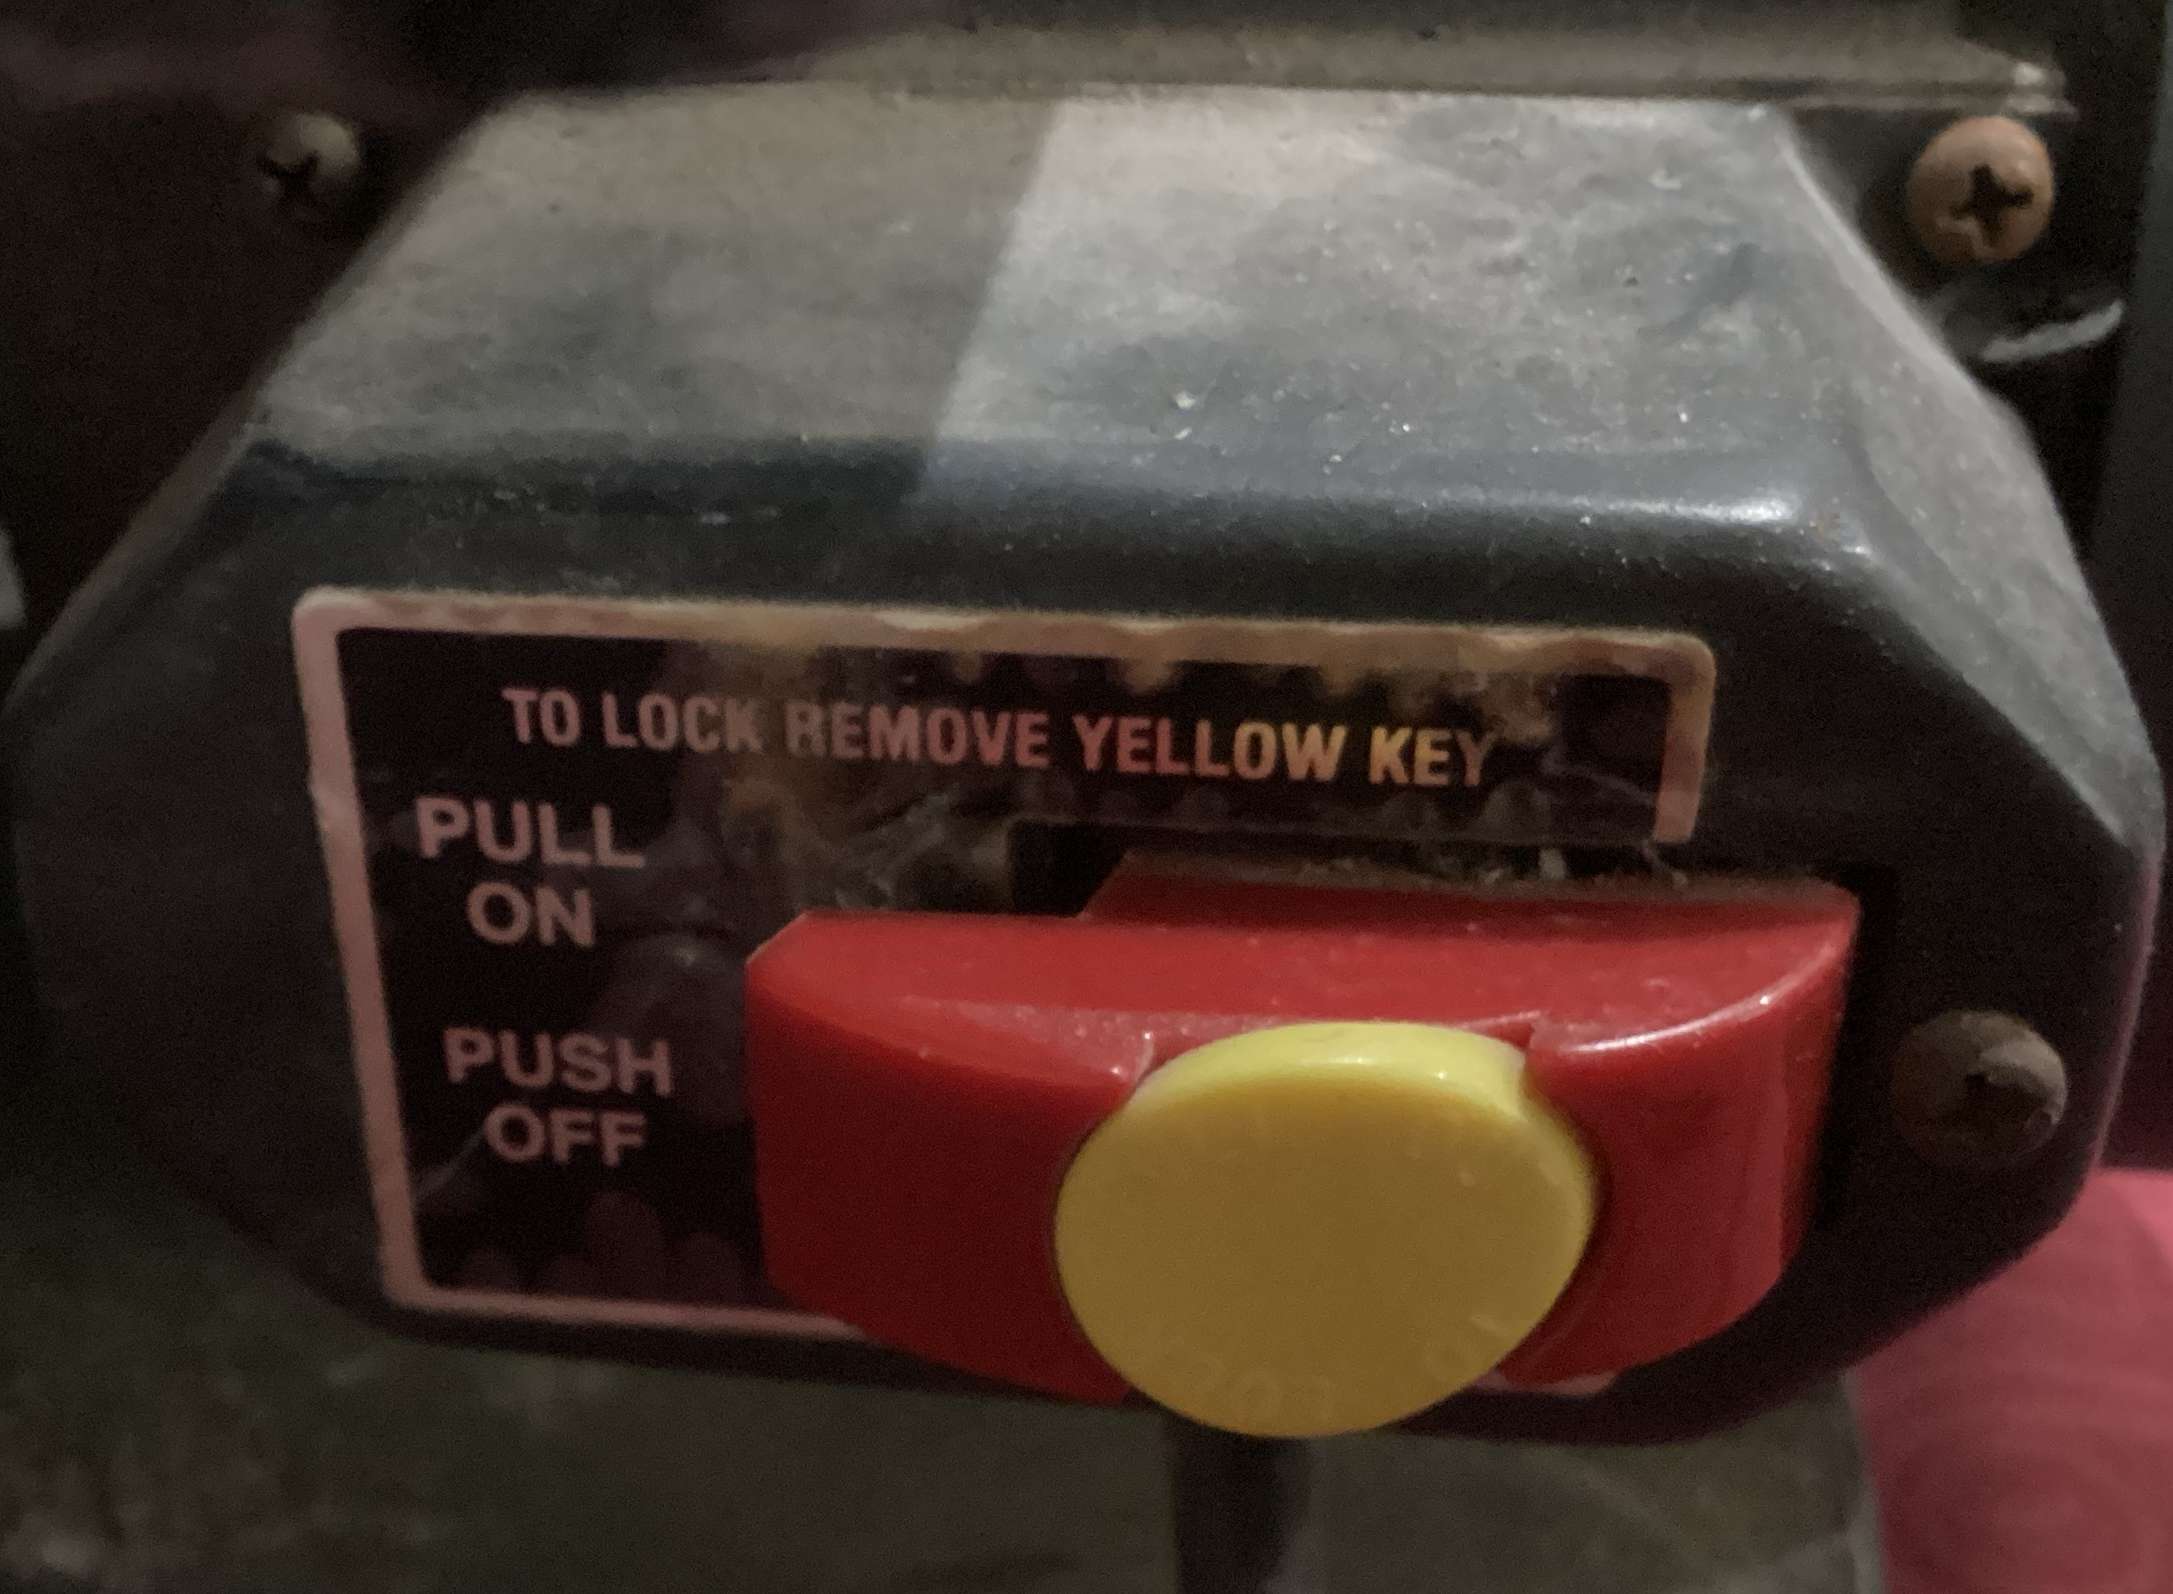 TO LOCK REMOVE YELLOW KEY
PULL
ON
PUSH
OFF